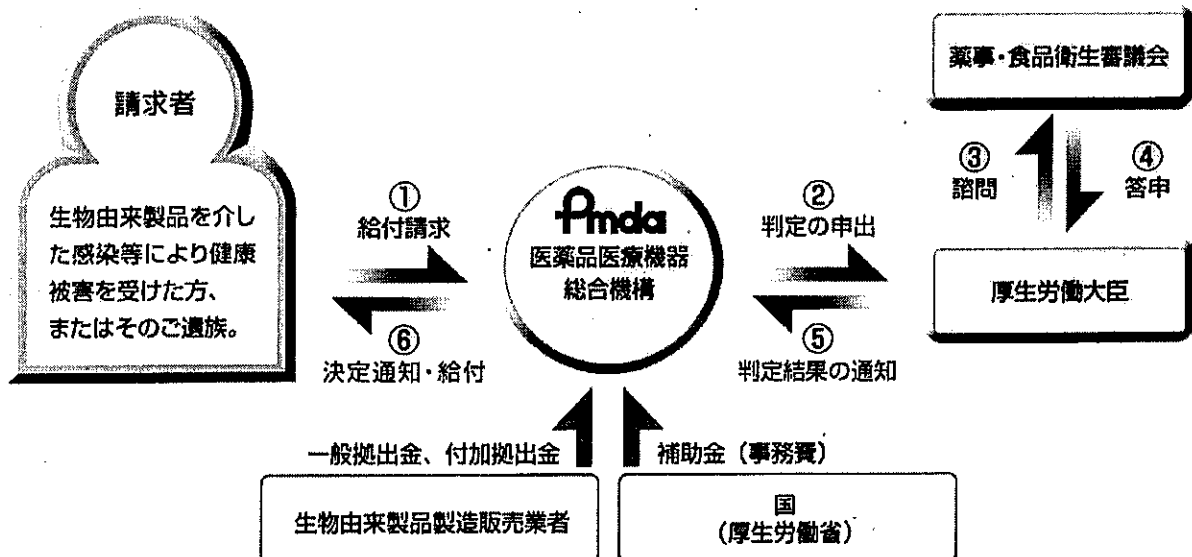 請求者
生物由来製品を介し
た感染等により健康
被害を受けた方、
またはそのご遺族。
①
給付請求
⑥
決定通知・給付
Pmda
医薬品医療機器
総合機構
②
判定の申出
⑤
判定結果の通知
薬事・食品衛生審議会
③
諮問
④
答申
厚生労働大臣
一般拠出金、付加拠出金
補助金（事務費）
生物由来製品製造販売業者
国
（厚生労働省）